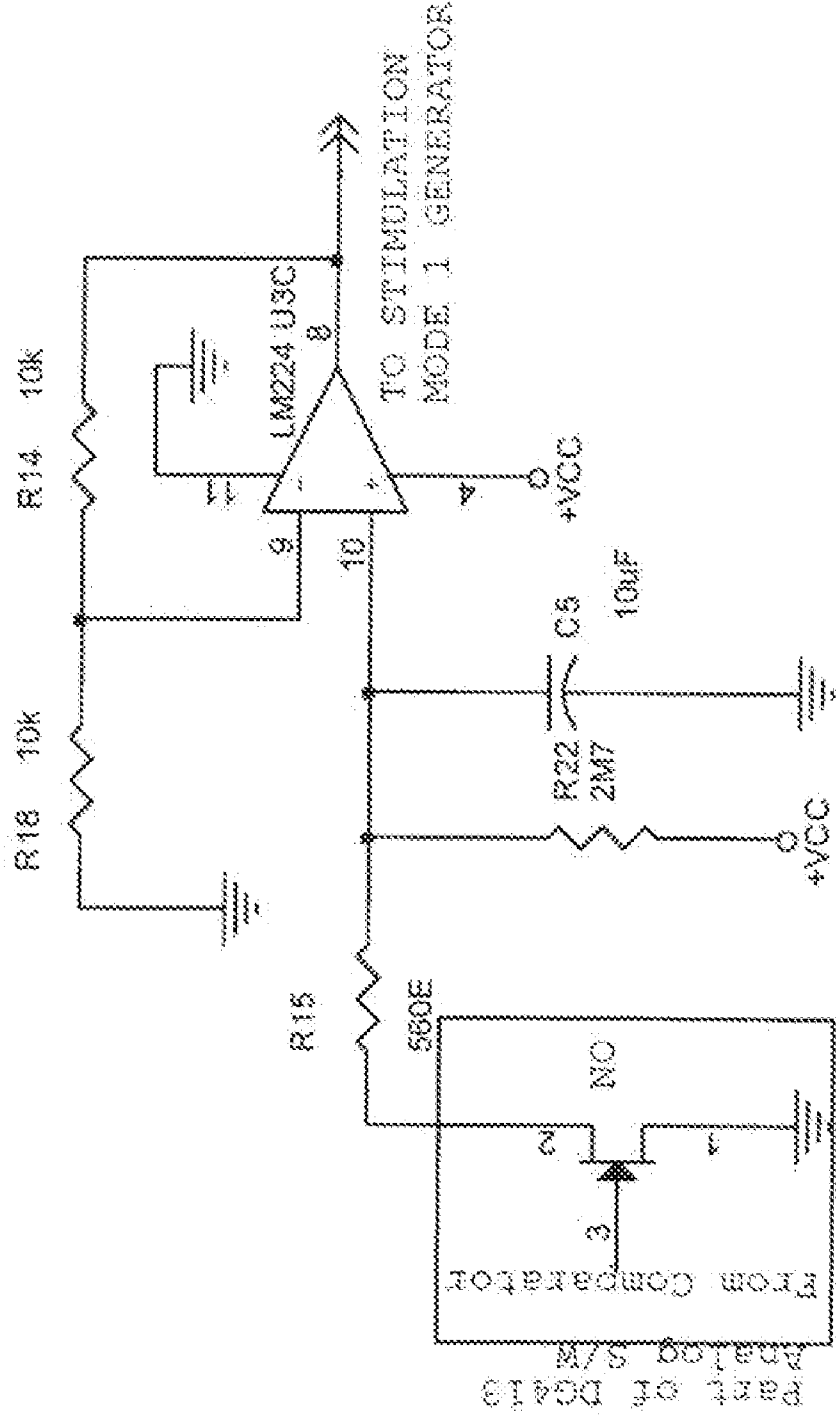 R18 10k
R14 10k
LM224 U3C
11
9
8
10
4
+VCC
TO STIMULATION
MODE 1 GENERATOR
R15
560E
R22
2M7
+VCC
C5
10uF
NO
2
3
1
From Comparator
Part of DG419
Analog S/W